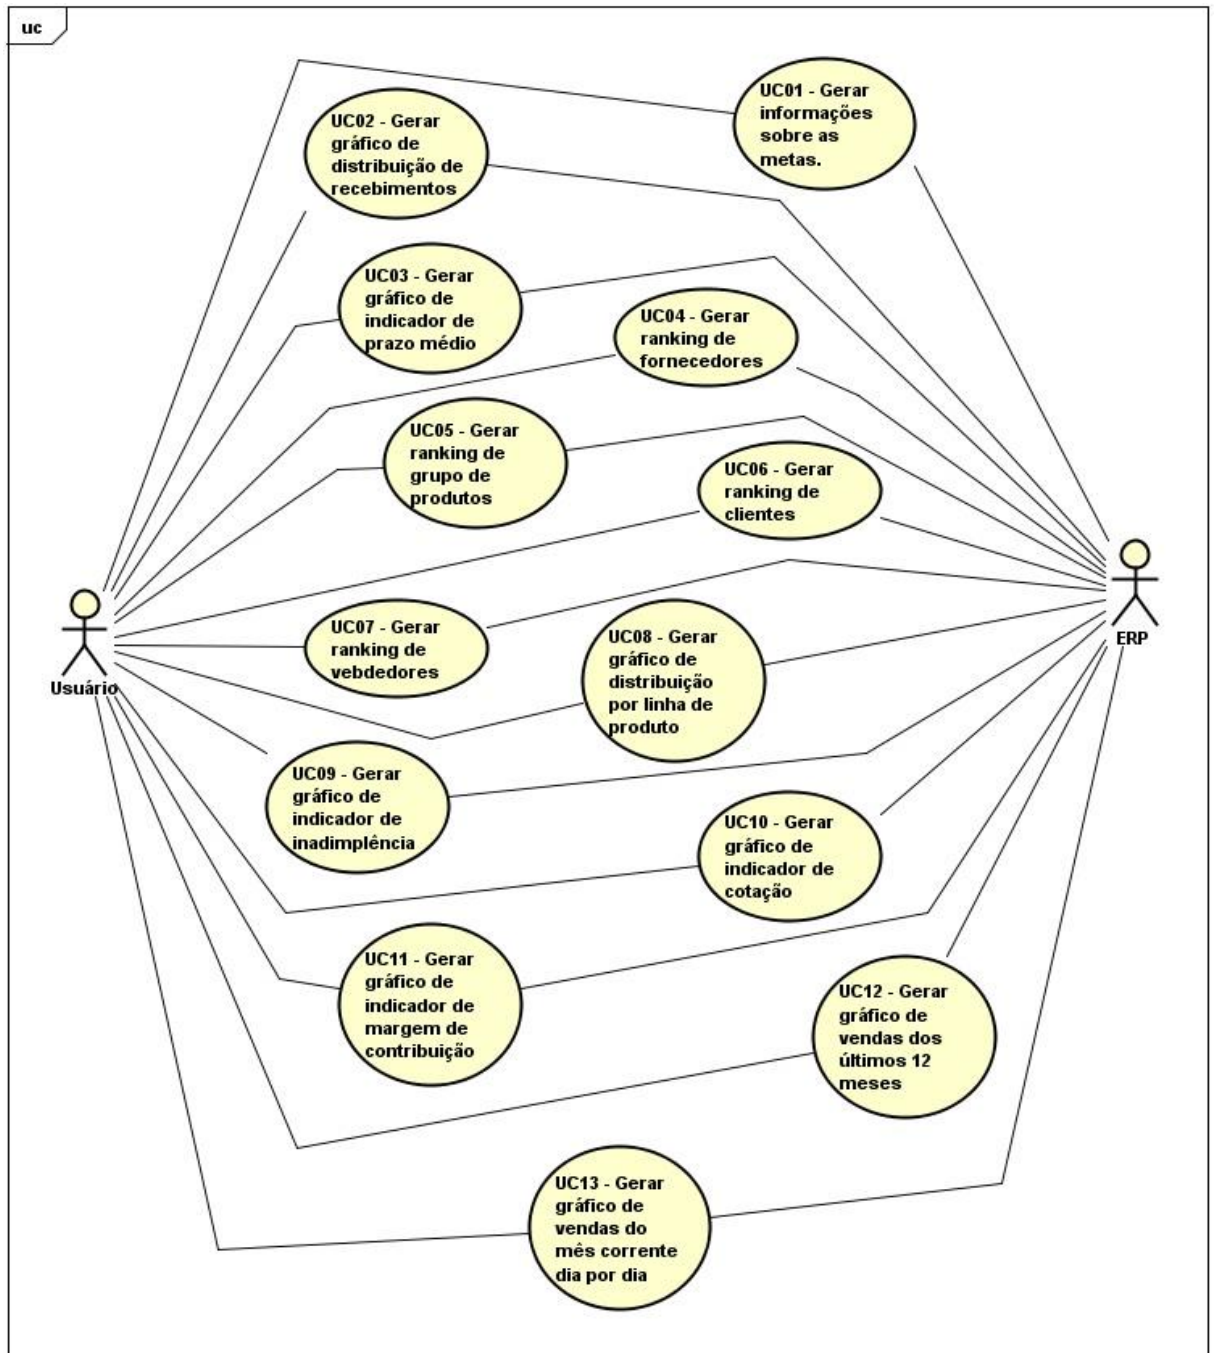 uc
UC01 - Gerar
informações
sobre as
metas.
UC02 - Gerar
gráfico de
distribuição de
recebimentos
UC03 - Gerar
gráfico de
indicador de
prazo médio
UC04 - Gerar
ranking de
fornecedores
UC05 - Gerar
ranking de
grupo de
produtos
UC06 - Gerar
ranking de
clientes
UC07 - Gerar
ranking de
vebdedores
UC08 - Gerar
gráfico de
distribuição
por linha de
produto
ERP
Usuário
UC09 - Gerar
gráfico de
indicador de
inadimplência
UC10 - Gerar
gráfico de
indicador de
cotação
UC11 - Gerar
gráfico de
indicador de
margem de
contribuição
UC12 - Gerar
gráfico de
vendas dos
últimos 12
meses
UC13 - Gerar
gráfico de
vendas do
mês corrente
dia por dia